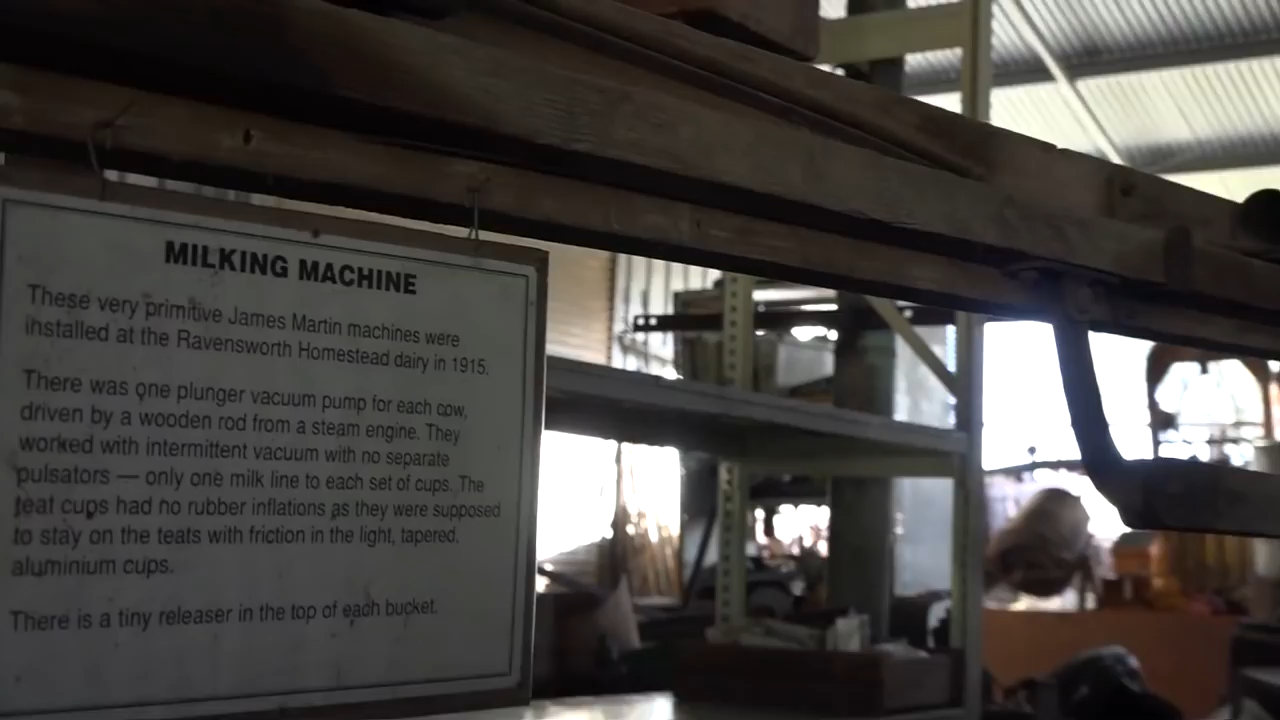 MILKING MACHINE
These very primitive James Martin machines were
installed at the Ravensworth Homestead dairy in 1915.
There was one plunger vacuum pump for each cow,
driven by a wooden rod from a steam engine. They
worked with intermittent vacuum with no separate
pulsators — only one milk line to each set of cups. The
teat cups had no rubber inflations as they were supposed
to stay on the teats with friction in the light, tapered,
aluminium cups.
There is a tiny releaser in the top of each bucket.